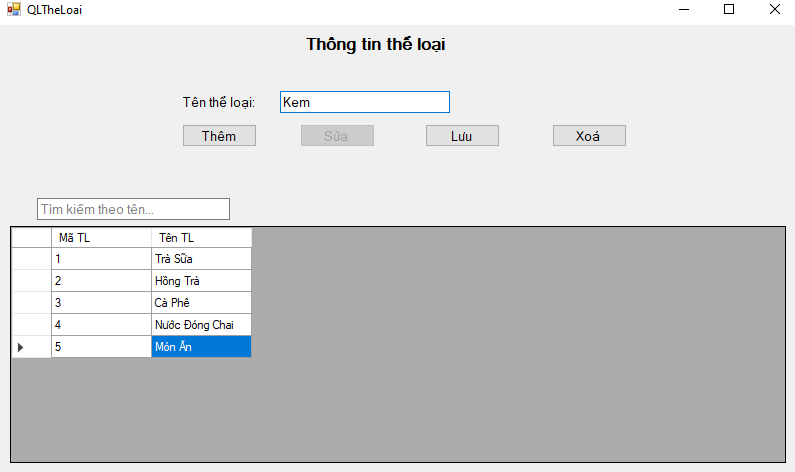 QLTheLoai
Thông tin thể loại
Tên thể loại: Kem
Thêm Sửa Lưu Xoá
Tìm kiếm theo tên...
Mã TL Tên TL
1 Trà Sữa
2 Hồng Trà
3 Cà Phê
4 Nước Đóng Chai
5 Món Ăn